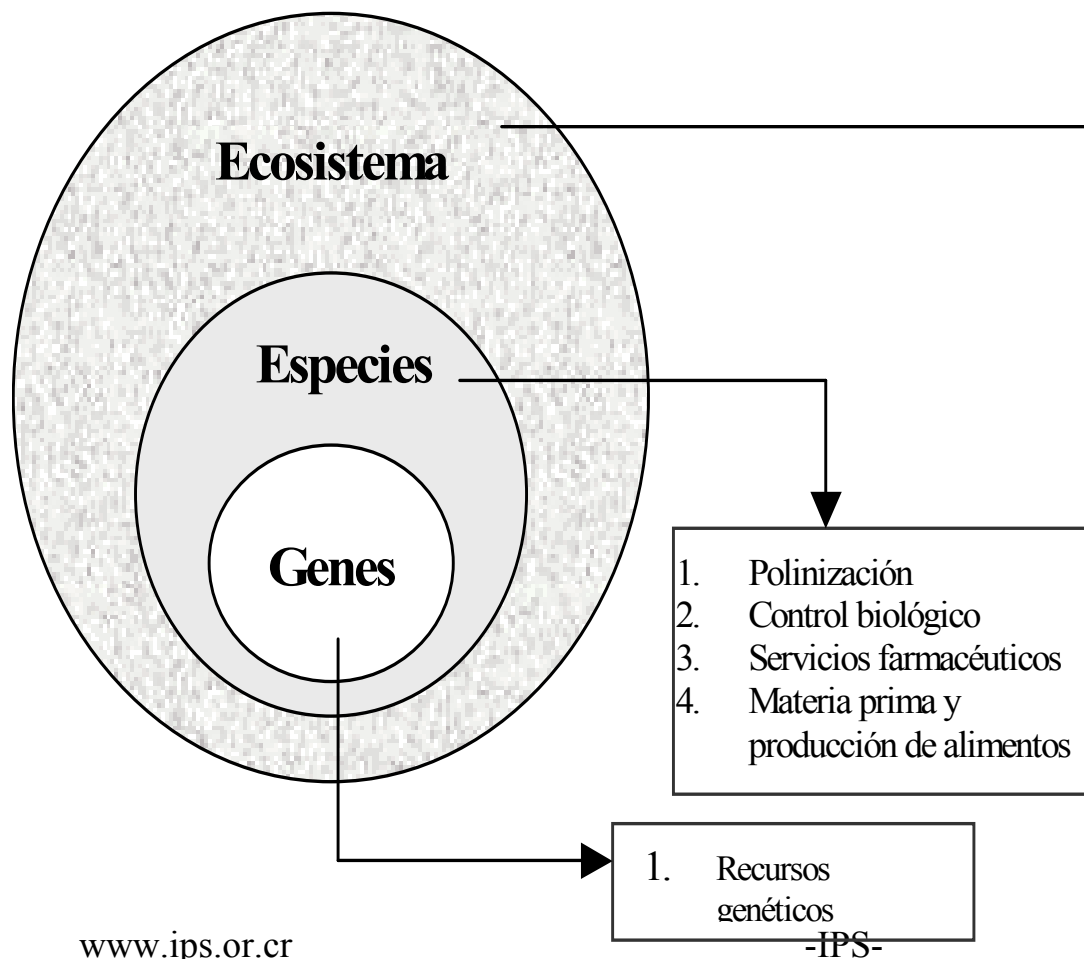 Ecosistema
Especies
Genes
1. Polinización
2. Control biológico
3. Servicios farmacéuticos
4. Materia prima y
producción de alimentos
1. Recursos
genéticos
www.ips.or.cr -IPS-